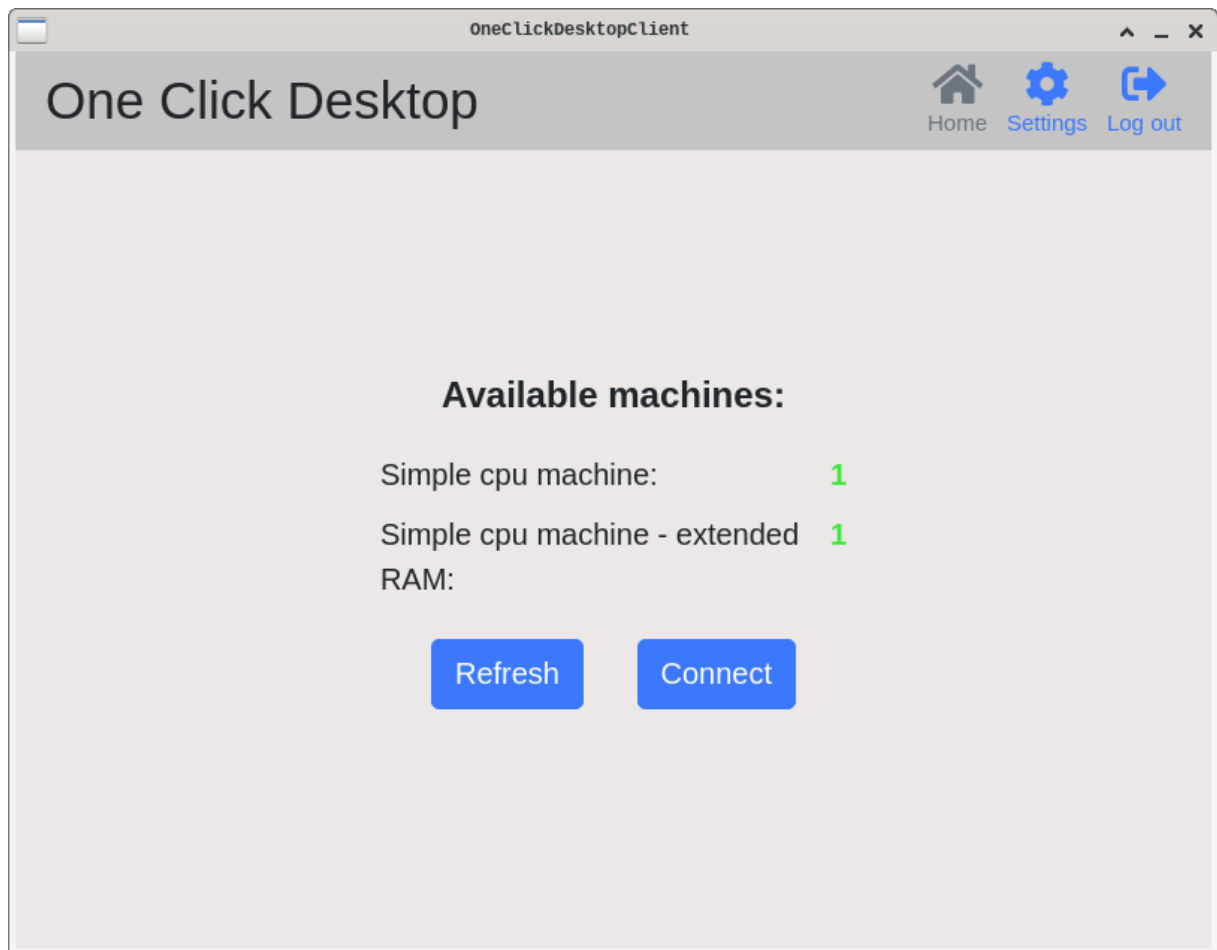 OneClickDesktopClient
One Click Desktop
Home Settings Log out
Available machines:
Simple cpu machine: 1
Simple cpu machine - extended 1
RAM:
Refresh Connect